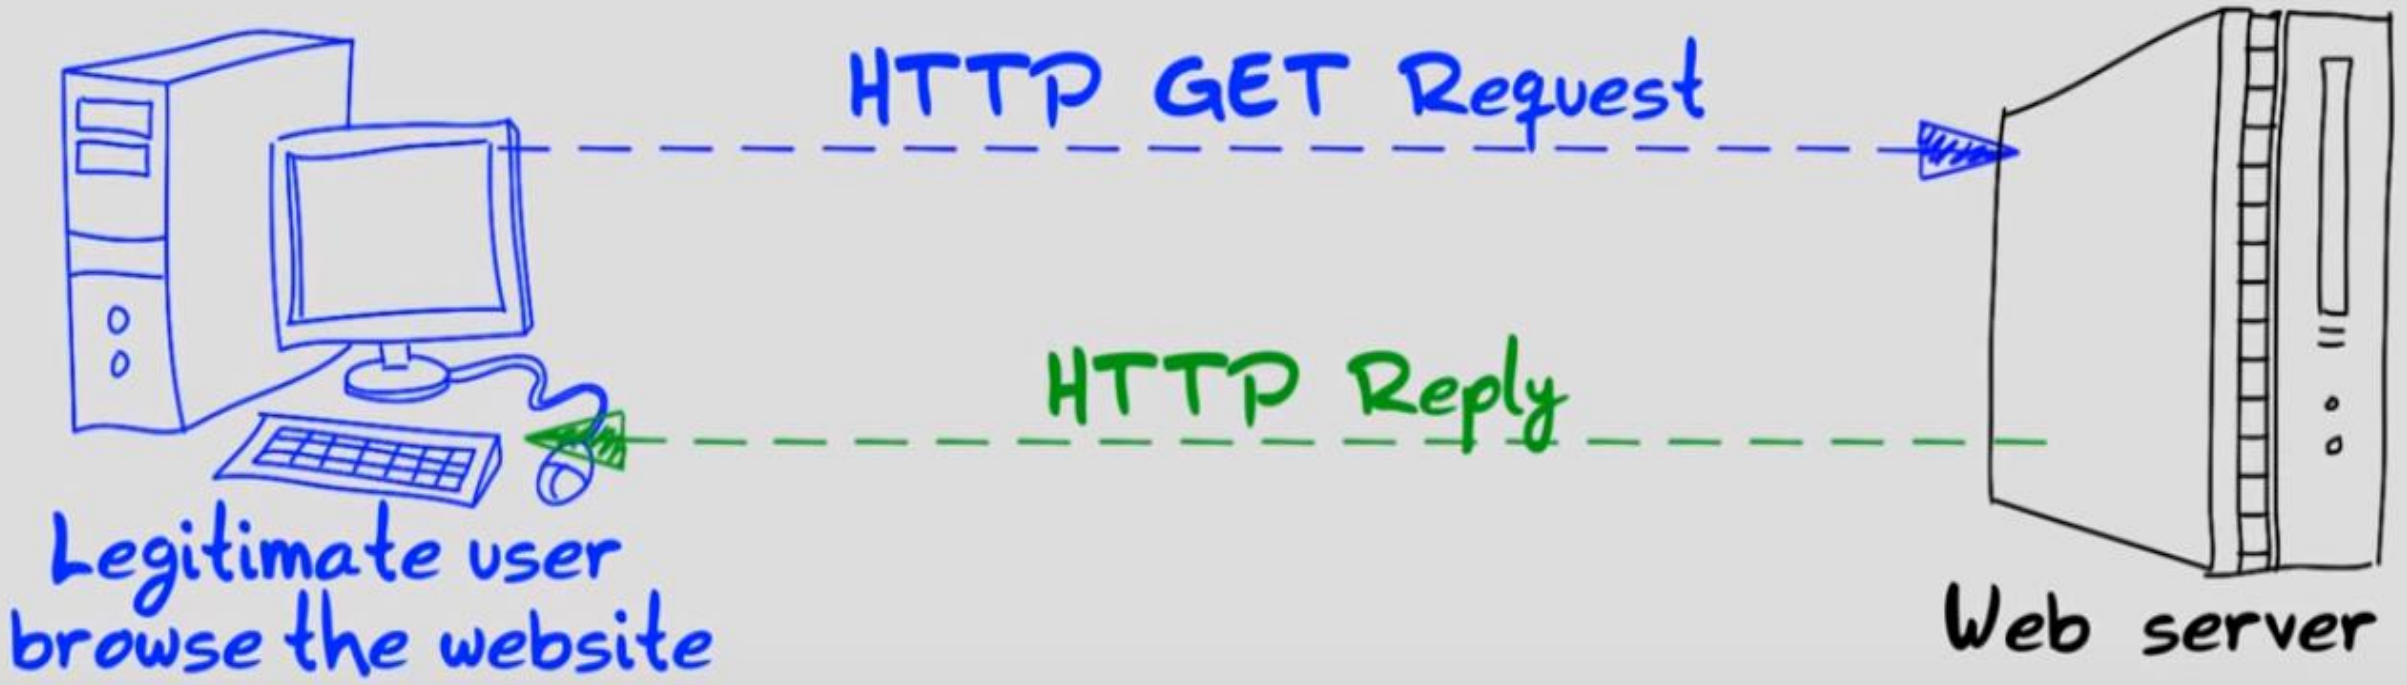 HTTP GET Request
HTTP Reply
Legitimate user
browse the website
Web server